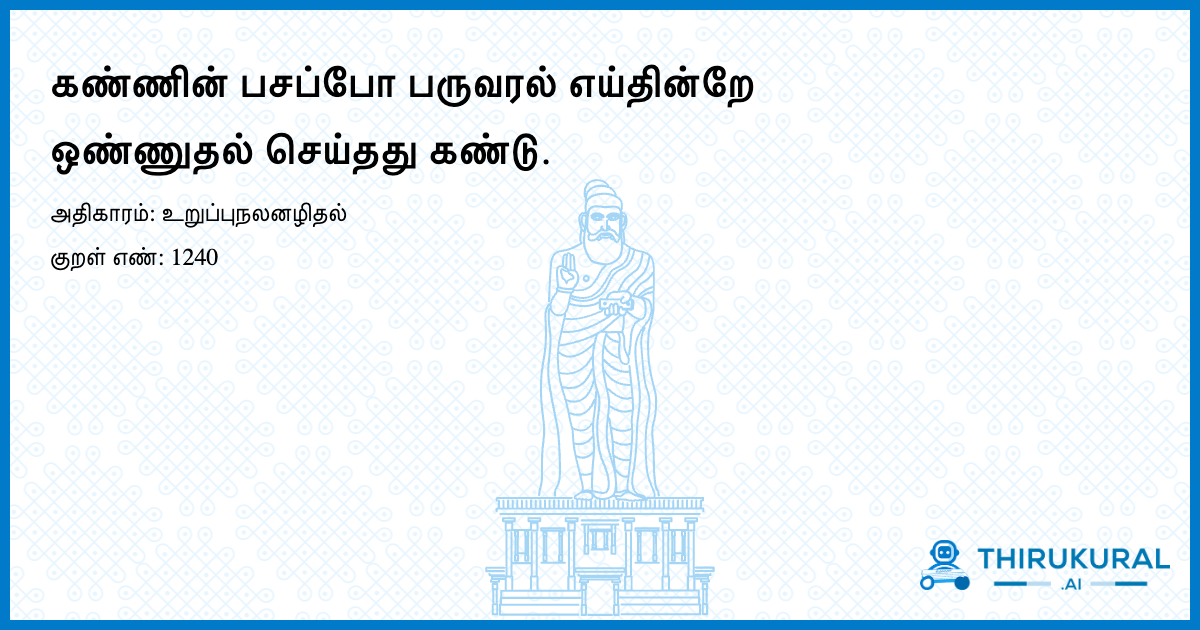 கண்ணின் பசப்போ பருவரல் எய்தின்றே
ஒண்ணுதல் செய்தது கண்டு.
அதிகாரம்: உறுப்புநலனழிதல்
குறள் எண்: 1240
THIRUKURAL
.AI